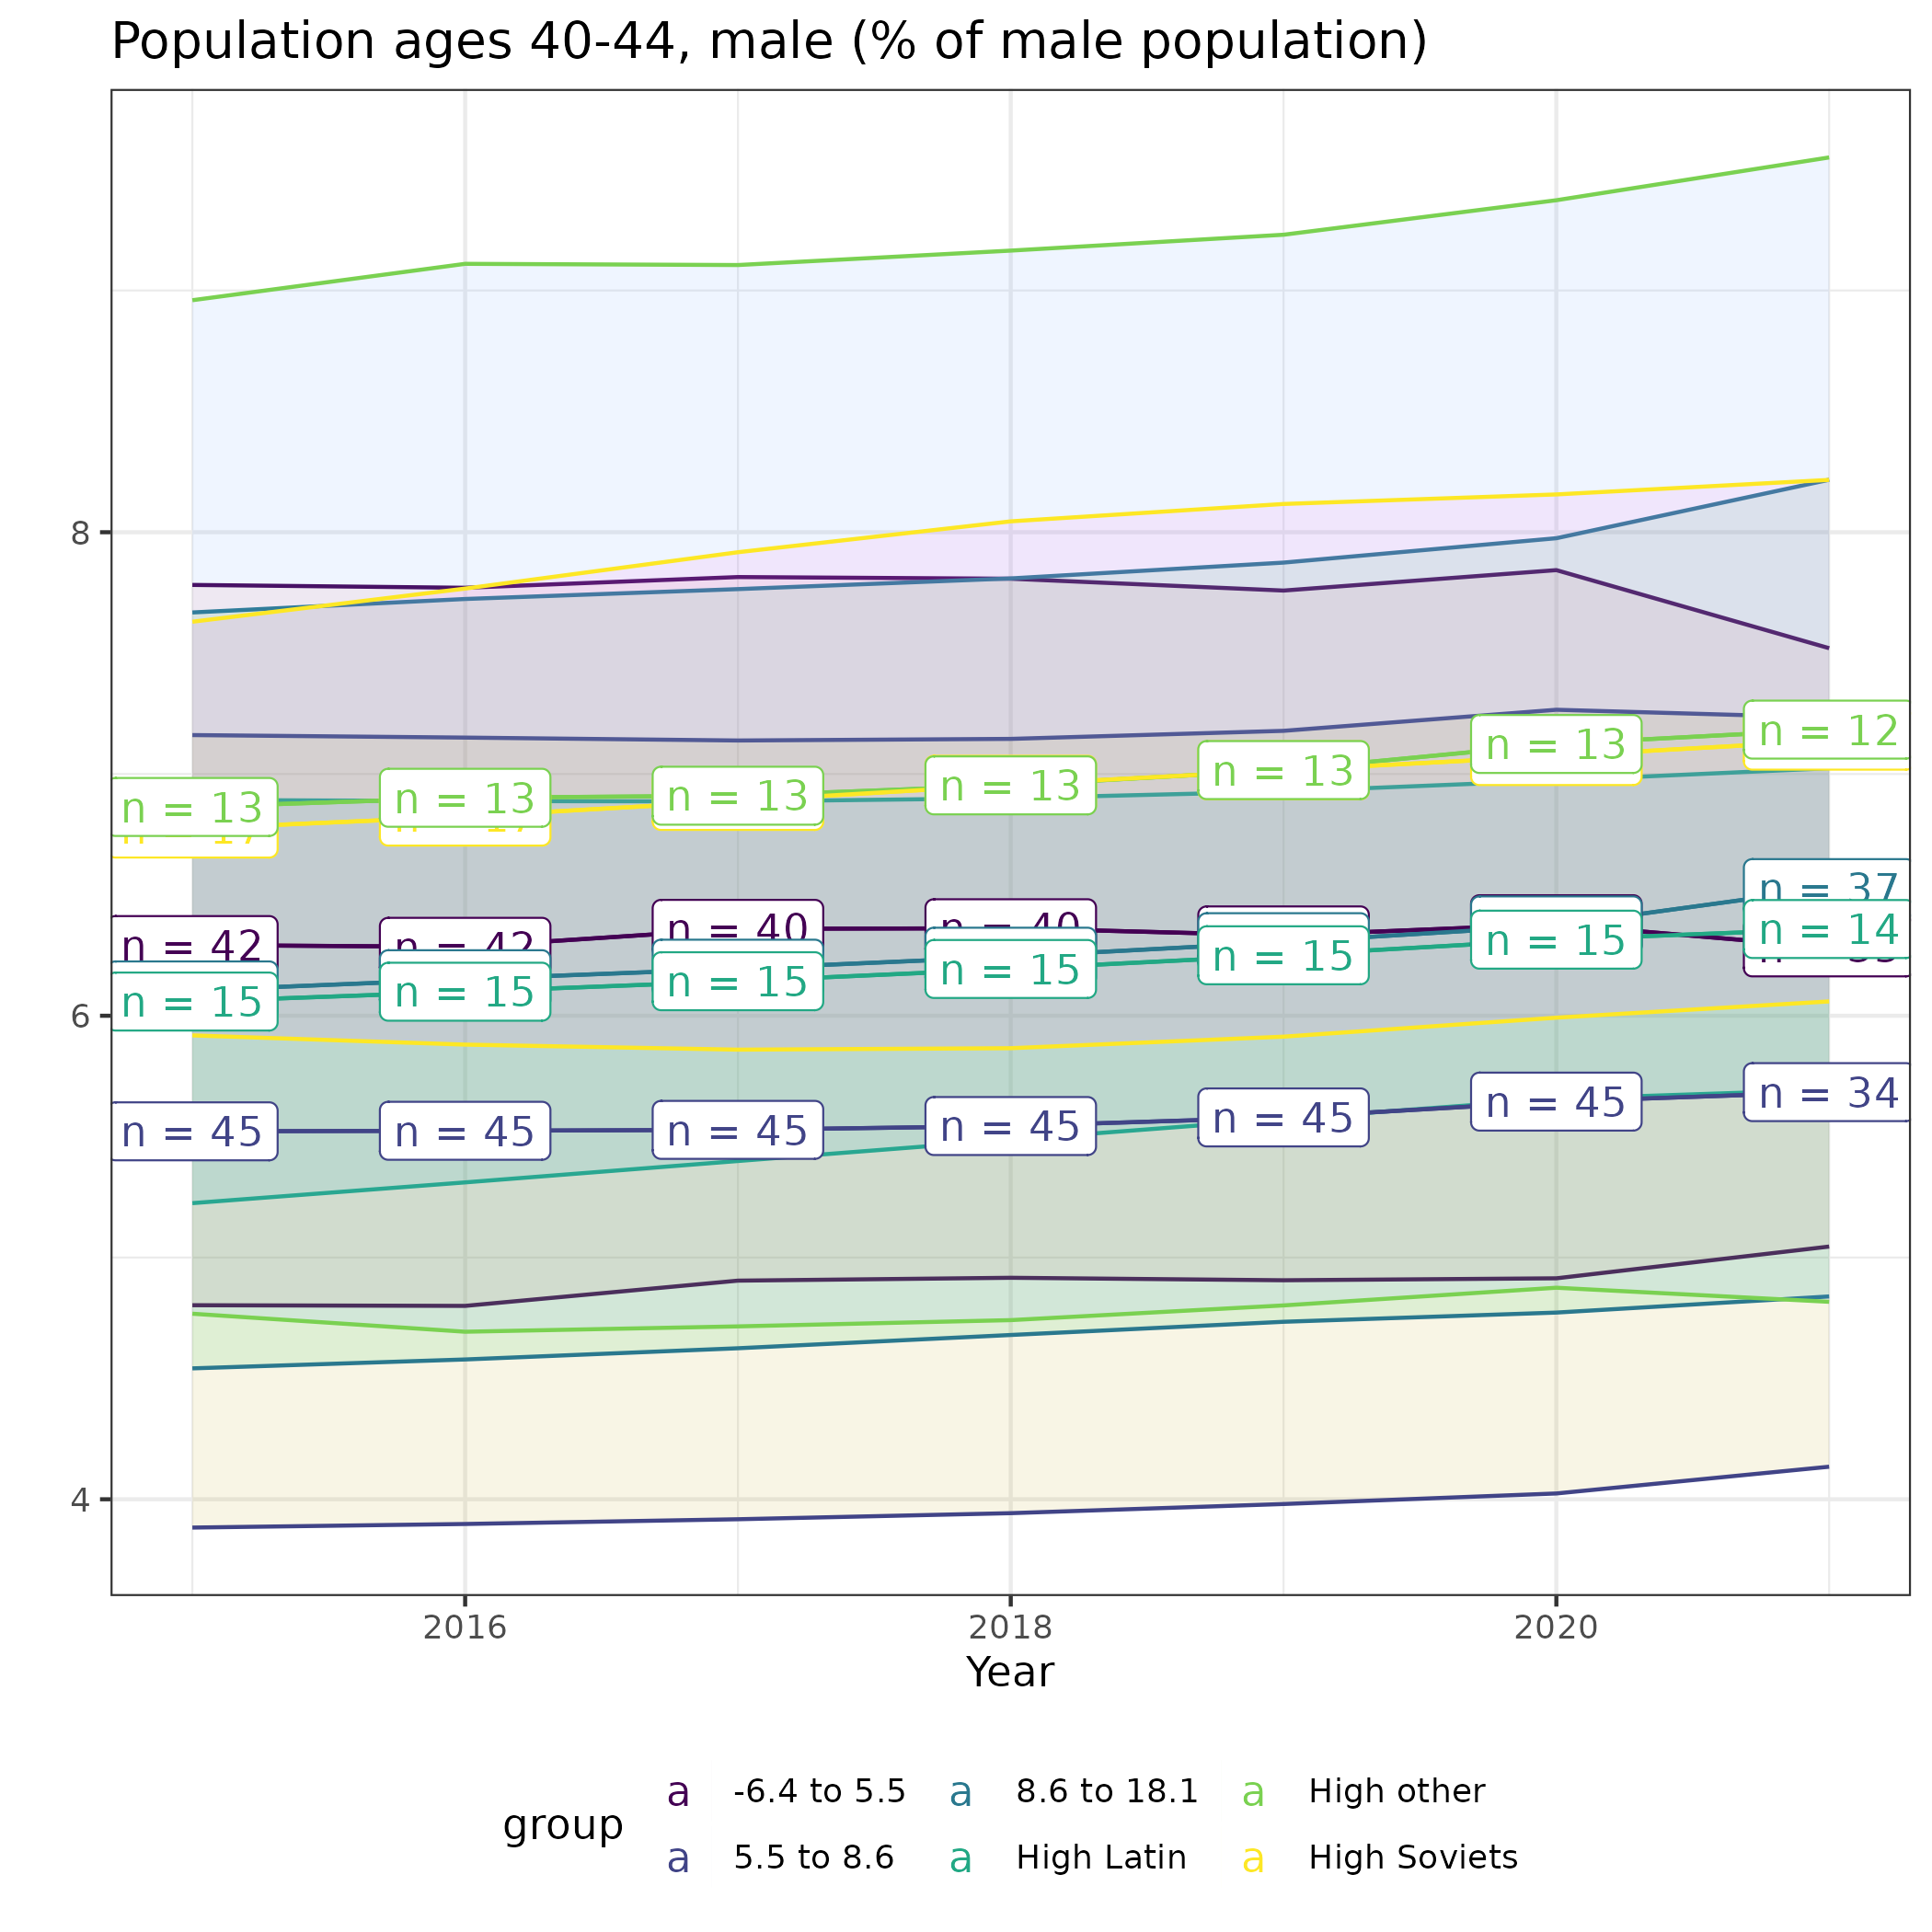 Population ages 40-44, male (% of male population)
8
6
4
n = 12
n = 13
n = 13
n = 13
n = 13
n = 13
n = 13
n = 17
n = 17
n = 37
n = 14
n = 42
n = 42
n = 40
n = 40
n = 15
n = 15
n = 15
n = 15
n = 15
n = 15
n = 45
n = 45
n = 45
n = 45
n = 45
n = 45
n = 34
2016
2018
2020
Year
group
a -6.4 to 5.5
a 8.6 to 18.1
a High other
a 5.5 to 8.6
a High Latin
a High Soviets